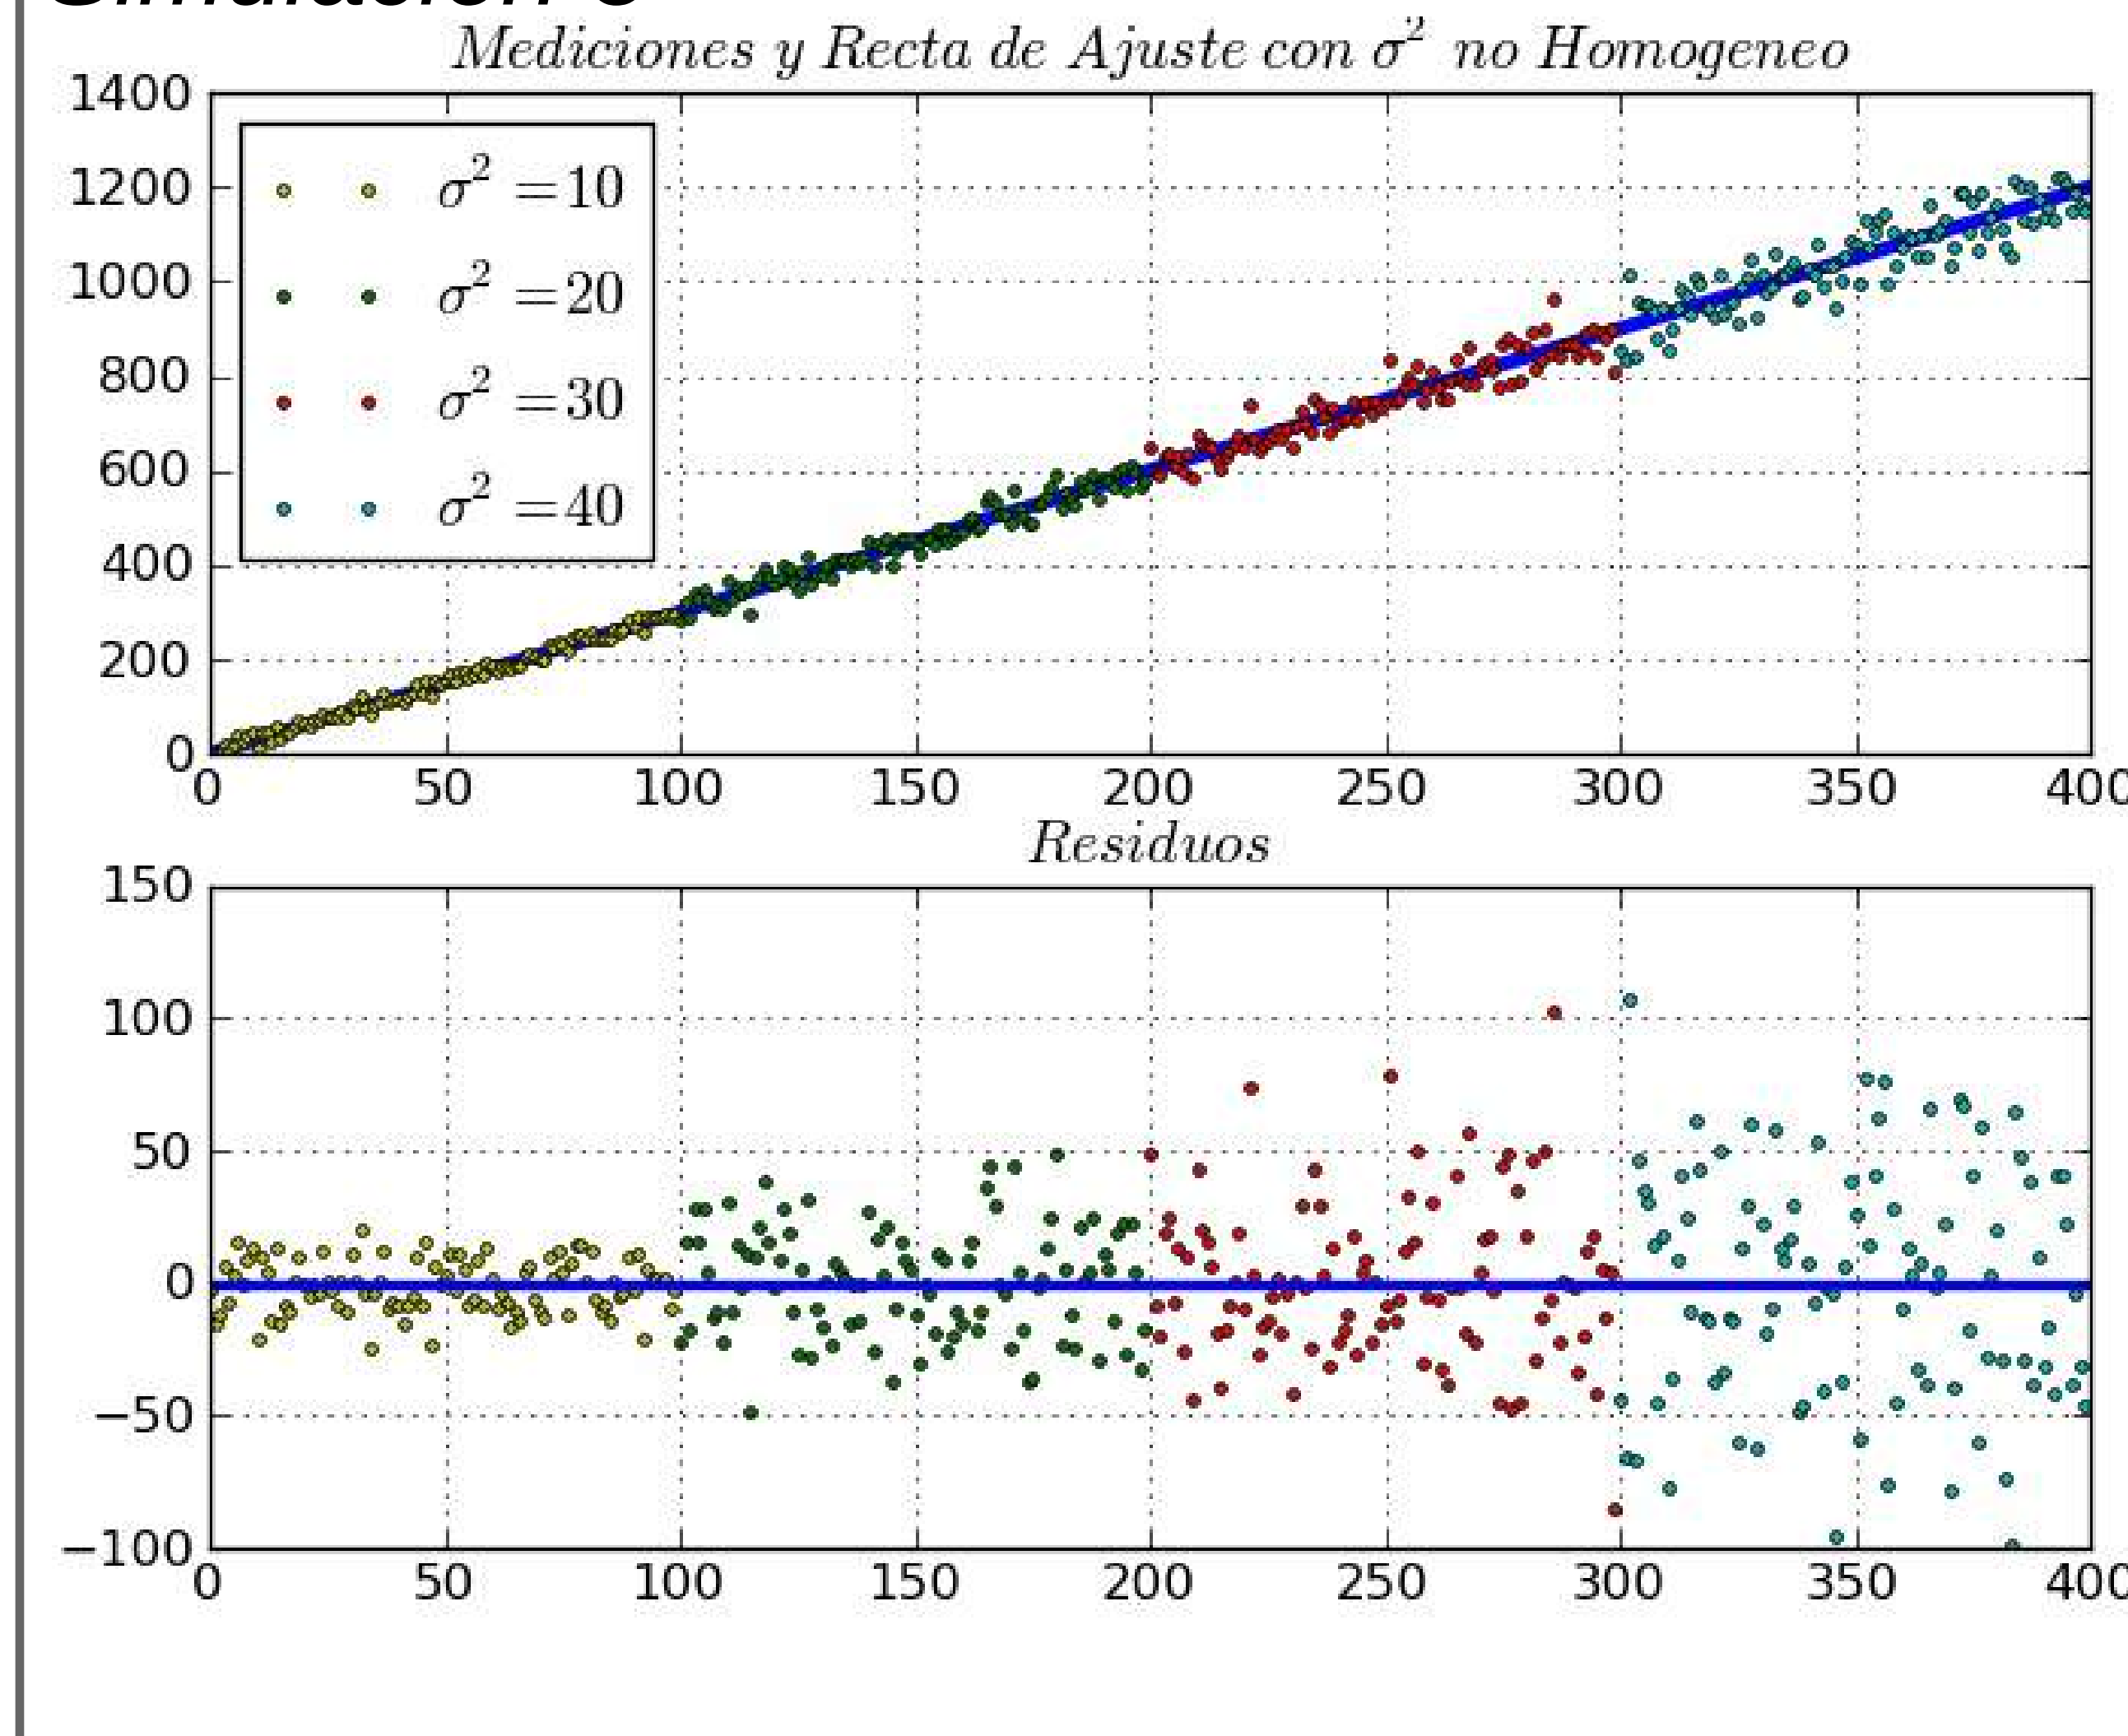 Mediciones y Recta de Ajuste con σ² no Homogeneo
1400
1200
1000
800
600
400
200
0
σ² = 10
σ² = 20
σ² = 30
σ² = 40
0 50 100 150 200 250 300 350 400
Residuos
150
100
50
0
−50
−100
0 50 100 150 200 250 300 350 400